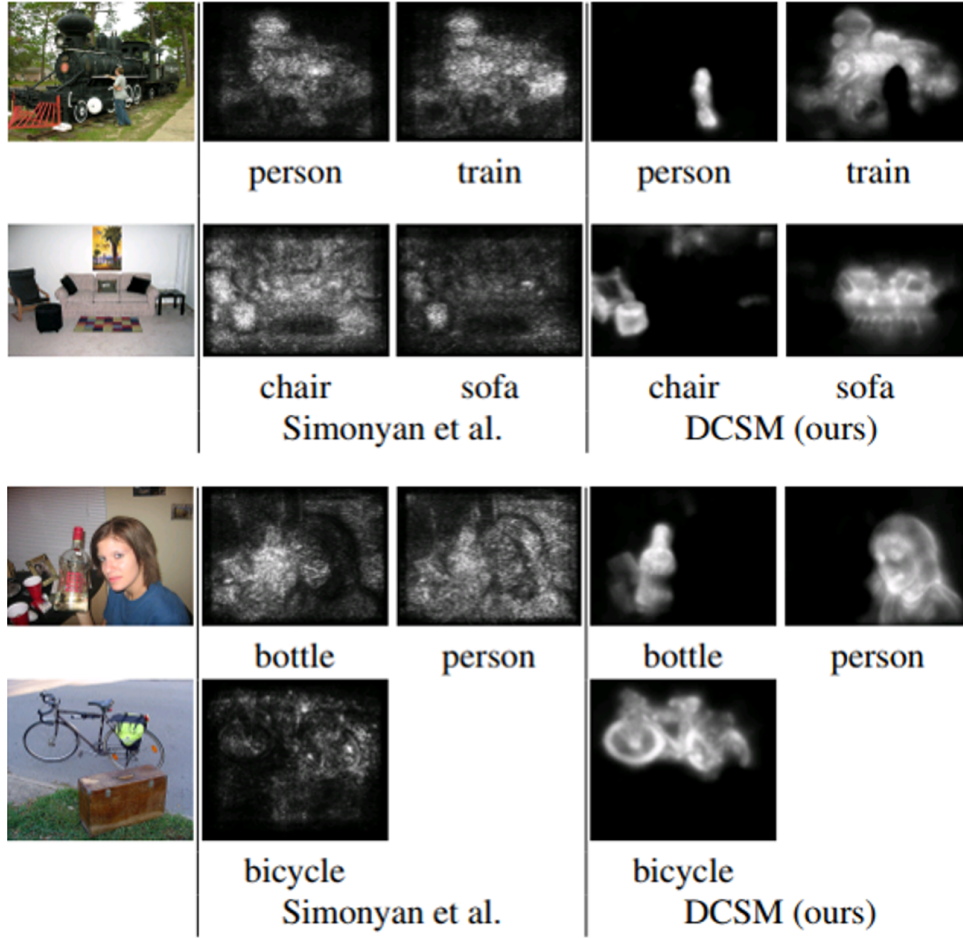 person train person train
chair sofa chair sofa
Simonyan et al. DCSM (ours)
bottle person bottle person
bicycle bicycle
Simonyan et al. DCSM (ours)